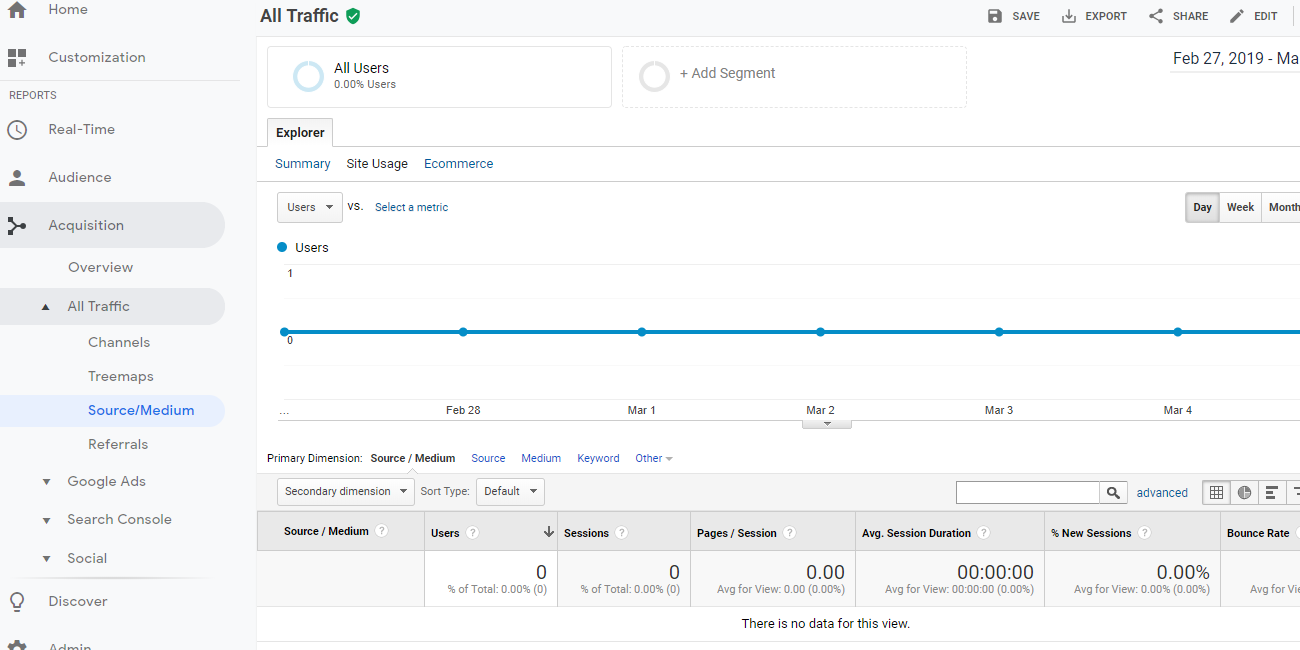 Home
Customization
REPORTS
Real-Time
Audience
Acquisition
Overview
All Traffic
Channels
Treemaps
Source/Medium
Referrals
Google Ads
Search Console
Social
Discover
Admin
All Traffic
SAVE EXPORT SHARE EDIT
All Users
0.00% Users
+ Add Segment
Feb 27, 2019 - Ma
Explorer
Summary Site Usage Ecommerce
Users VS. Select a metric
Day Week Month
Users
1
0
... Feb 28 Mar 1 Mar 2 Mar 3 Mar 4
Primary Dimension: Source / Medium Source Medium Keyword Other
Secondary dimension Sort Type: Default advanced
Source / Medium ? Users ? Sessions ? Pages / Session ? Avg. Session Duration ? % New Sessions ? Bounce Rate
0 0 0.00 00:00:00 0.00%
% of Total: 0.00% (0) % of Total: 0.00% (0) Avg for View: 0.00 (0.00%) Avg for View: 00:00:00 (0.00%) Avg for View: 0.00% (0.00%) Avg for Vie
There is no data for this view.